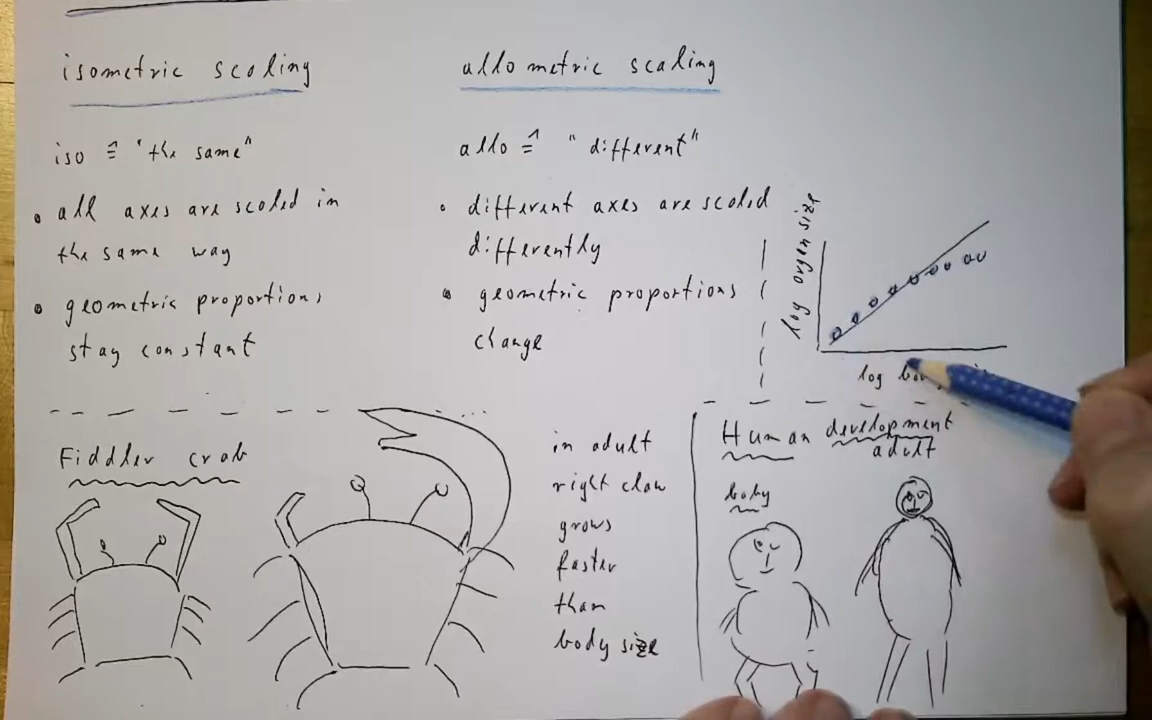 isometric scaling
iso ≙ "the same"
• all axes are scaled in
the same way
• geometric proportions
stay constant
allometric scaling
allo ≙ "different"
• different axes are scaled
differently
• geometric proportions
change
log organ size
log
Fiddler crab
in adult
right claw
grows
faster
than
body size
Human development
baby
adult